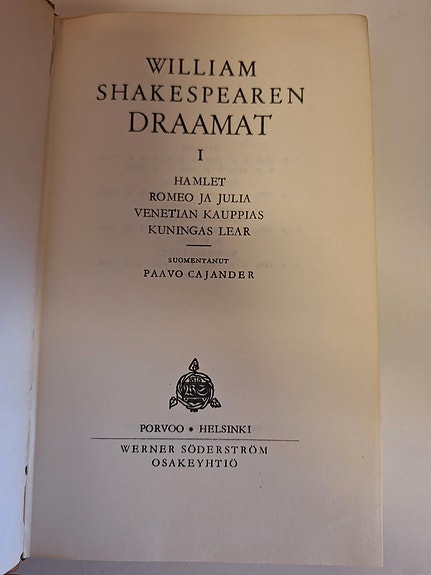 WILLIAM
SHAKESPEAREN
DRAAMAT
I
HAMLET
ROMEO JA JULIA
VENETIAN KAUPPIAS
KUNINGAS LEAR
SUOMENTANUT
PAAVO CAJANDER
PORVOO • HELSINKI
WERNER SÖDERSTRÖM
OSAKEYHTIÖ